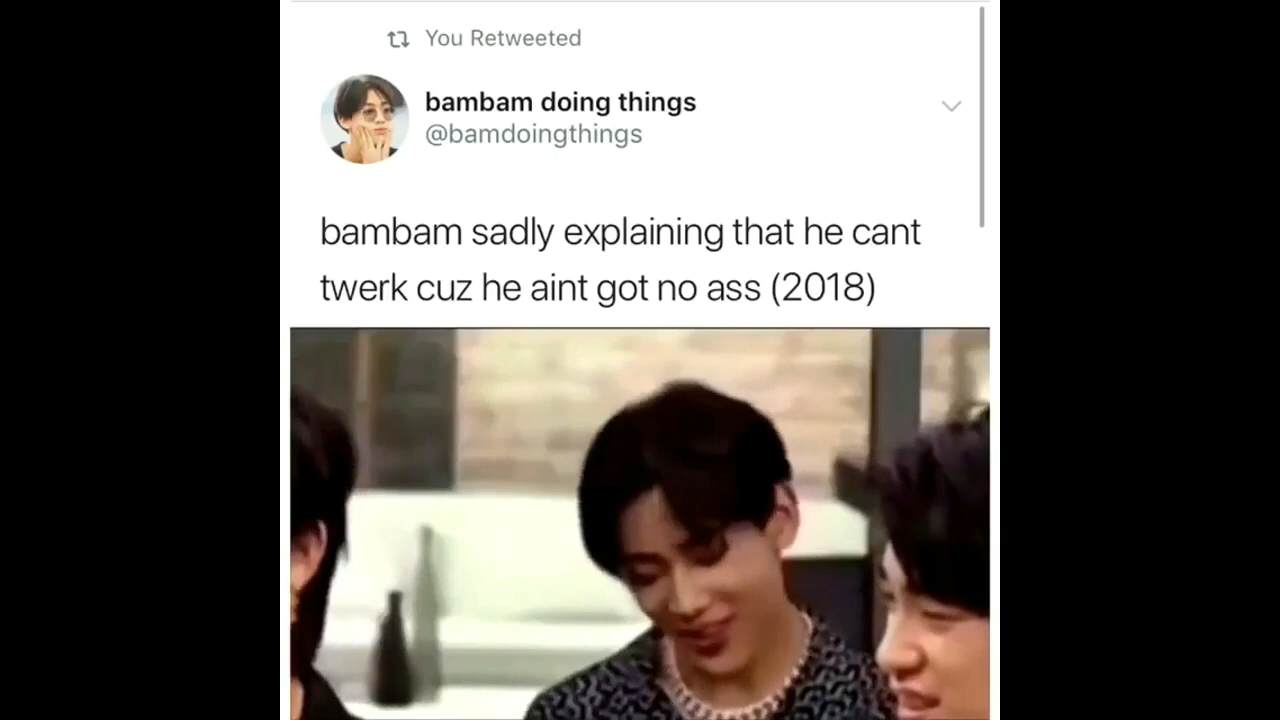 You Retweeted
bambam doing things
@bamdoingthings
bambam sadly explaining that he cant
twerk cuz he aint got no ass (2018)